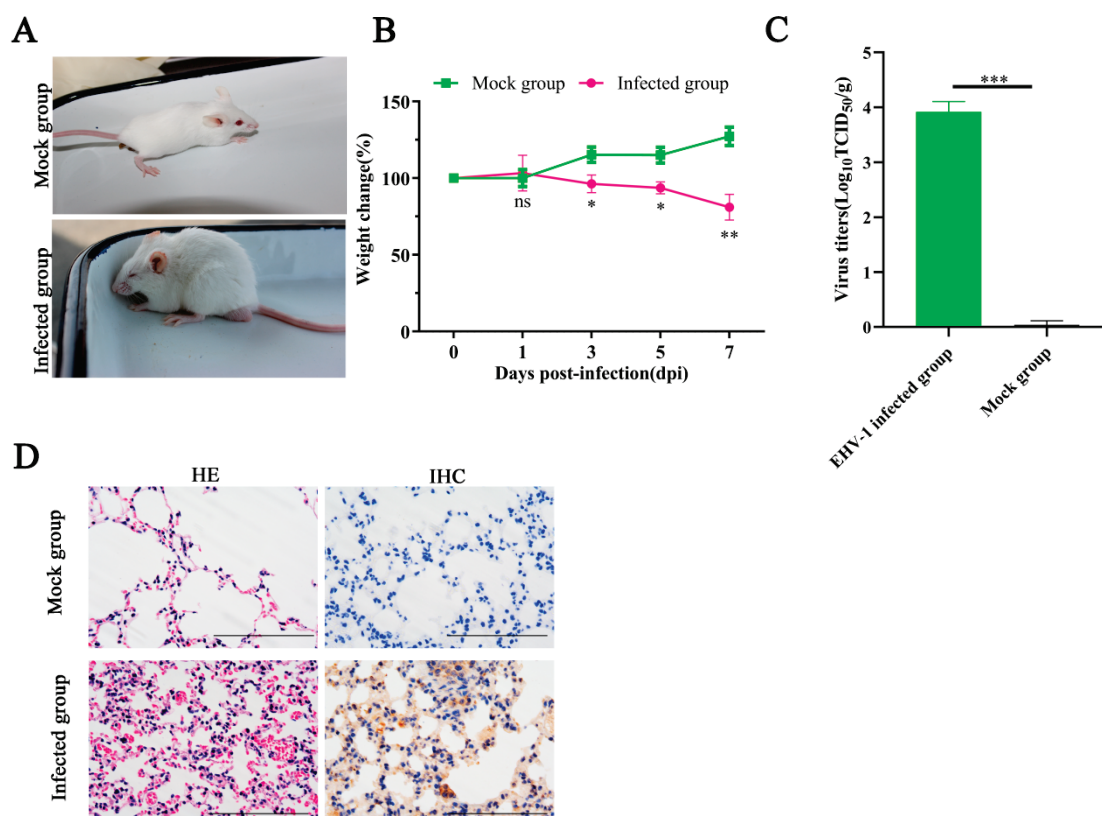 A
Mock group
Infected group
B
Mock group
Infected group
Weight change(%)
150
100
50
0
ns
*
*
**
0
1
3
5
7
Days post-infection(dpi)
C
Virus titers(Log10TCID50/g)
5
4
3
2
1
0
***
EHV-1 infected group
Mock group
D
HE
IHC
Mock group
Infected group